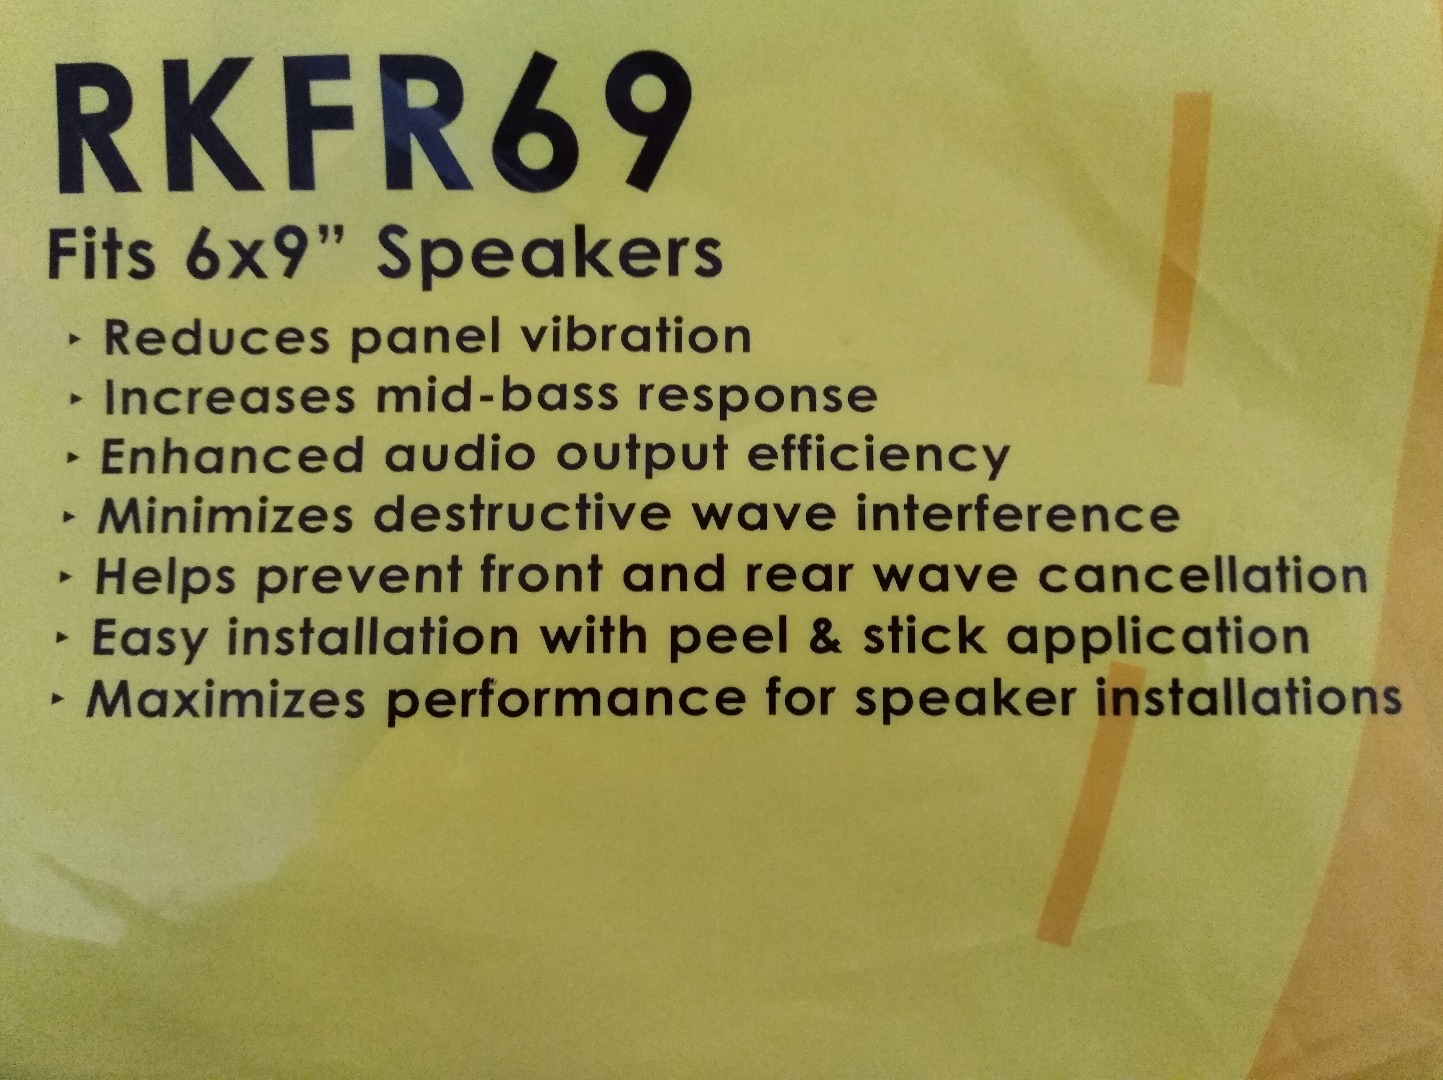 RKFR69
Fits 6x9” Speakers
‣ Reduces panel vibration
‣ Increases mid-bass response
‣ Enhanced audio output efficiency
‣ Minimizes destructive wave interference
‣ Helps prevent front and rear wave cancellation
‣ Easy installation with peel & stick application
‣ Maximizes performance for speaker installations